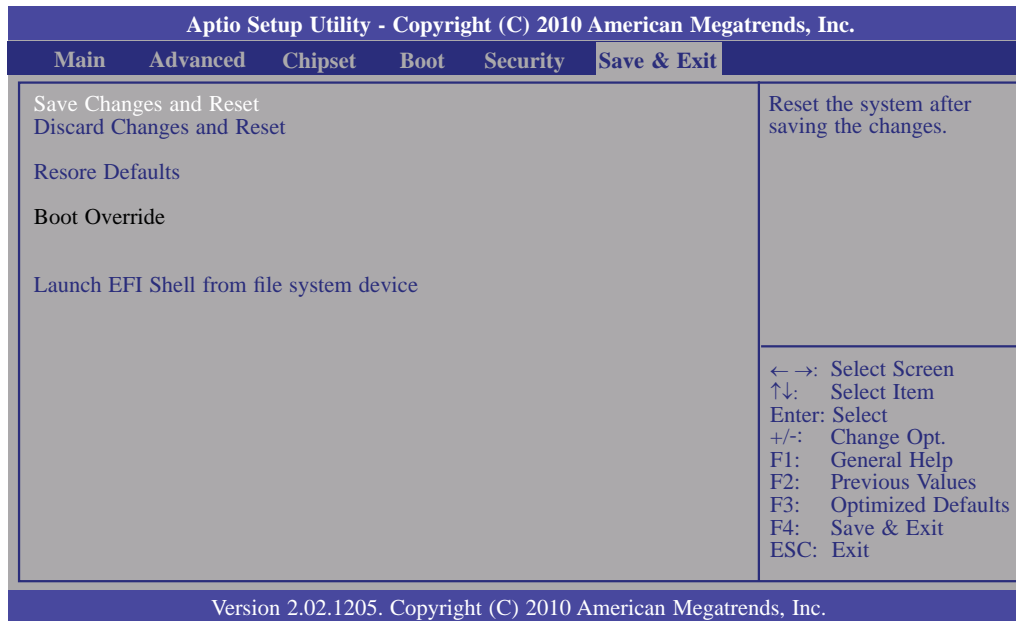 Aptio Setup Utility - Copyright (C) 2010 American Megatrends, Inc.
Main Advanced Chipset Boot Security Save & Exit
Save Changes and Reset
Discard Changes and Reset
Resore Defaults
Boot Override
Launch EFI Shell from file system device
Reset the system after
saving the changes.
← →: Select Screen
↑↓: Select Item
Enter: Select
+/-: Change Opt.
F1: General Help
F2: Previous Values
F3: Optimized Defaults
F4: Save & Exit
ESC: Exit
Version 2.02.1205. Copyright (C) 2010 American Megatrends, Inc.